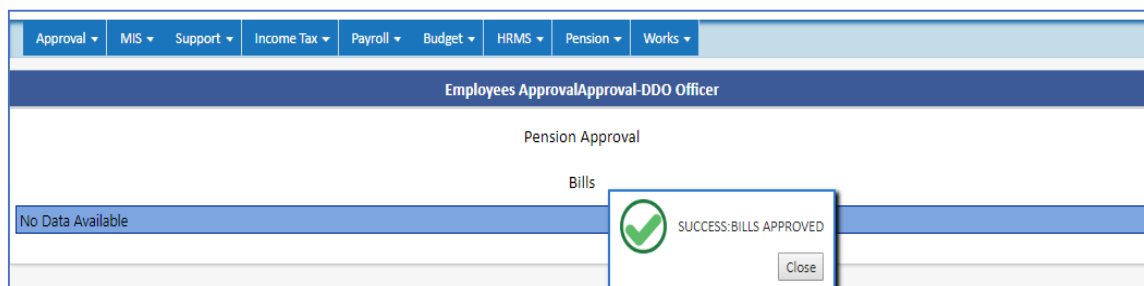 Approval MIS Support Income Tax Payroll Budget HRMS Pension Works
Employees ApprovalApproval-DDO Officer
Pension Approval
Bills
No Data Available
SUCCESS:BILLS APPROVED
Close